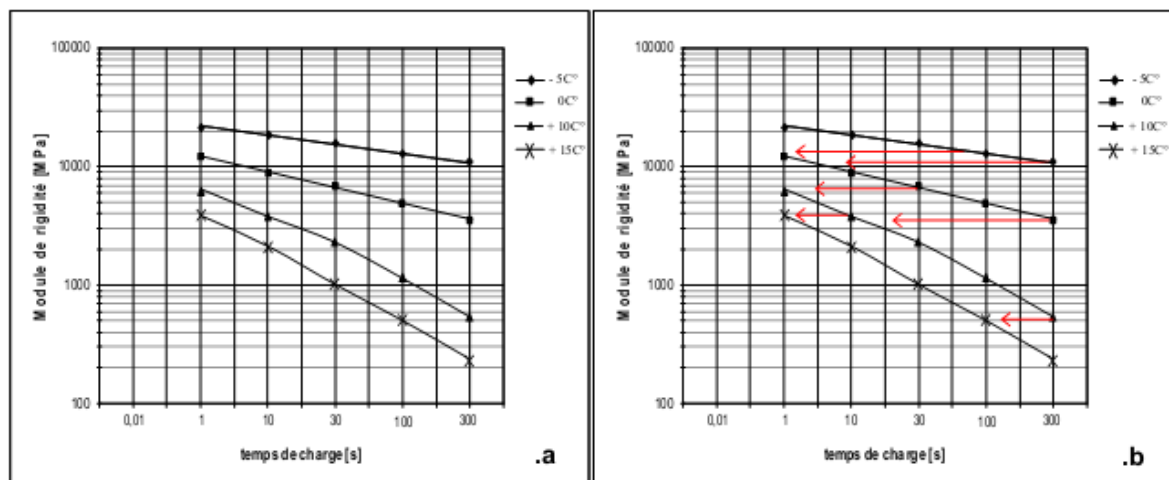 100000
10000
1000
100
Module de rigidité [MPa]
0,01 1 10 30 100 300
temps de charge [s]
- 5C°
0C°
+ 10C°
+ 15C°
.a
100000
10000
1000
100
Module de rigidité [MPa]
0,01 1 10 30 100 300
temps de charge [s]
- 5C°
0C°
+ 10C°
+ 15C°
.b